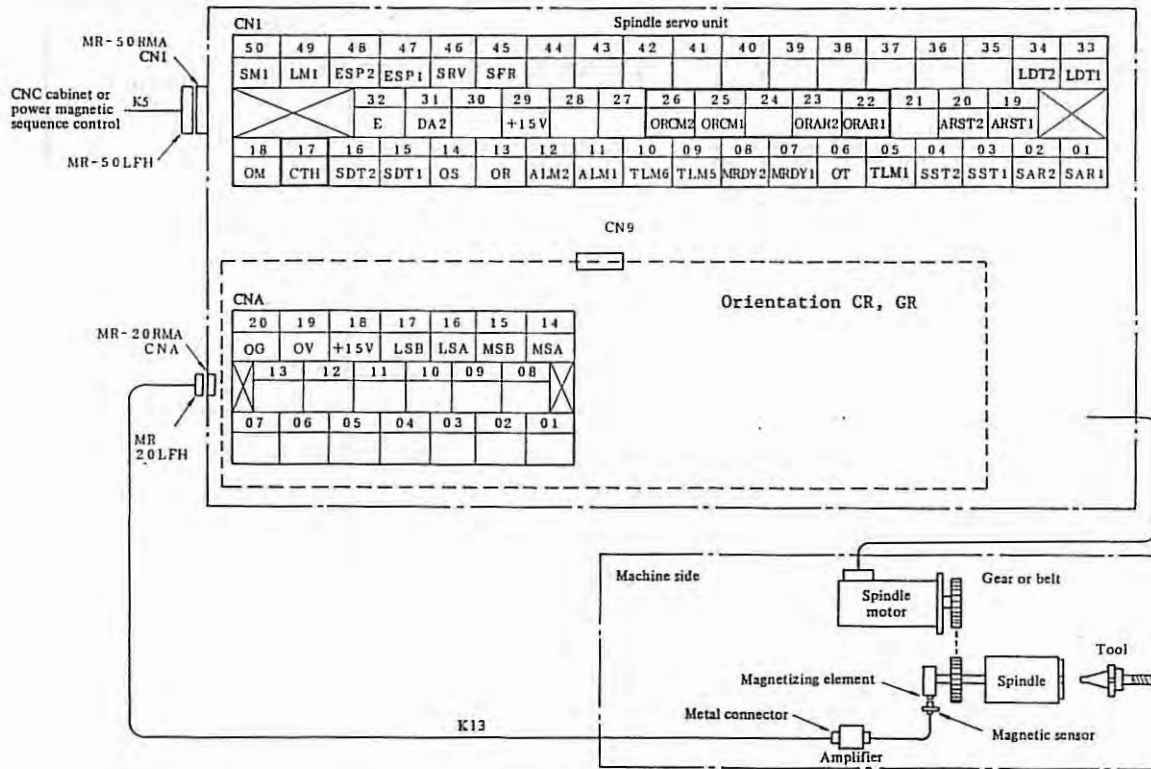 CN1
Spindle servo unit
MR-50RMA
CN1
50 49 48 47 46 45 44 43 42 41 40 39 38 37 36 35 34 33
SM1 LM1 ESP2 ESP1 SRV SFR LDT2 LDT1
CNC cabinet or
power magnetic
sequence control
K5
32 31 30 29 28 27 26 25 24 23 22 21 20 19
E DA2 +15V ORCM2 ORCM1 ORAR2 ORAR1 ARST2 ARST1
MR-50LFH
18 17 16 15 14 13 12 11 10 09 08 07 06 05 04 03 02 01
OM CTH SDT2 SDT1 OS OR ALM2 ALM1 TLM6 TLM5 MRDY2 MRDY1 OT TLM1 SST2 SST1 SAR2 SAR1
CN9
CNA
Orientation CR, GR
MR-20RMA
CNA
20 19 18 17 16 15 14
OG OV +15V LSB LSA MSB MSA
13 12 11 10 09 08
07 06 05 04 03 02 01
MR
20LFH
Machine side
Gear or belt
Spindle
motor
Tool
Magnetizing element
Spindle
Metal connector
K13
Magnetic sensor
Amplifier